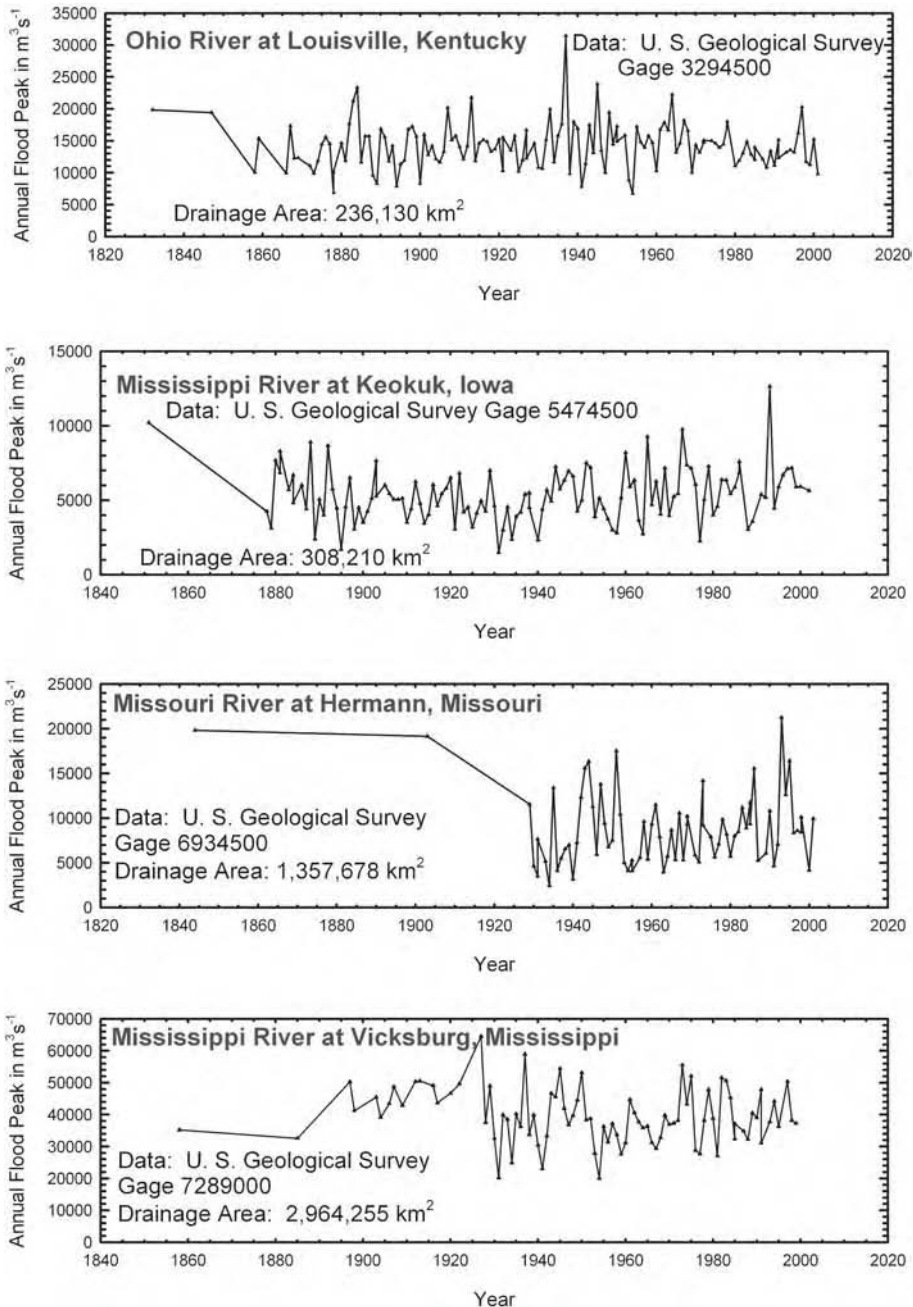 Ohio River at Louisville, Kentucky
Data: U. S. Geological Survey
Gage 3294500
Drainage Area: 236,130 km²
Annual Flood Peak in m³s⁻¹
35000
30000
25000
20000
15000
10000
5000
0
1820 1840 1860 1880 1900 1920 1940 1960 1980 2000 2020
Year
Mississippi River at Keokuk, Iowa
Data: U. S. Geological Survey Gage 5474500
Drainage Area: 308,210 km²
Annual Flood Peak in m³s⁻¹
15000
10000
5000
0
1840 1860 1880 1900 1920 1940 1960 1980 2000 2020
Year
Missouri River at Hermann, Missouri
Data: U. S. Geological Survey
Gage 6934500
Drainage Area: 1,357,678 km²
Annual Flood Peak in m³s⁻¹
25000
20000
15000
10000
5000
0
1820 1840 1860 1880 1900 1920 1940 1960 1980 2000 2020
Year
Mississippi River at Vicksburg, Mississippi
Data: U. S. Geological Survey
Gage 7289000
Drainage Area: 2,964,255 km²
Annual Flood Peak in m³s⁻¹
70000
60000
50000
40000
30000
20000
10000
0
1840 1860 1880 1900 1920 1940 1960 1980 2000 2020
Year